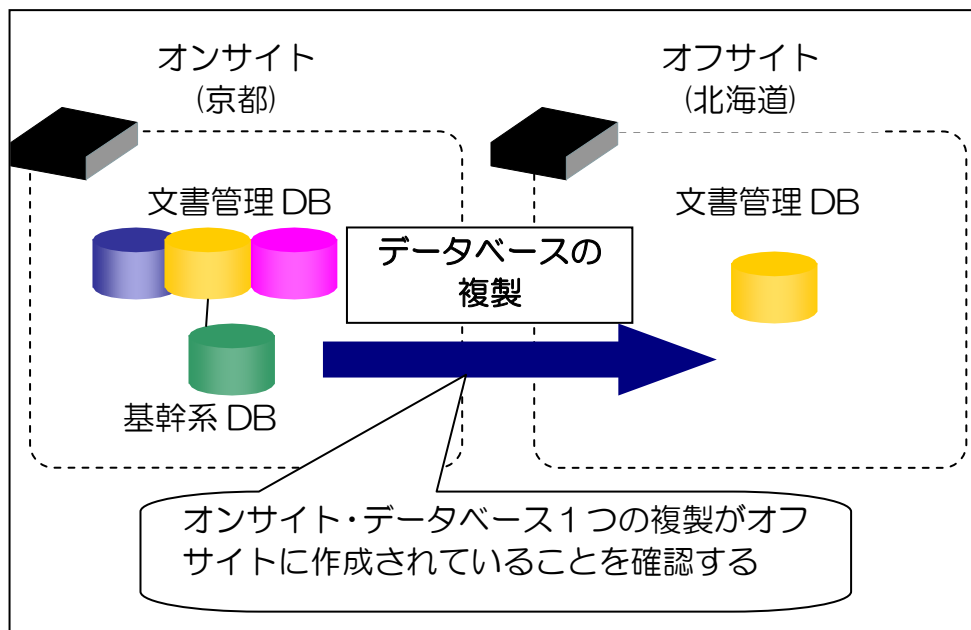 オンサイト
(京都)
オフサイト
(北海道)
文書管理 DB
文書管理 DB
データベースの
複製
基幹系 DB
オンサイト・データベース１つの複製がオフ
サイトに作成されていることを確認する